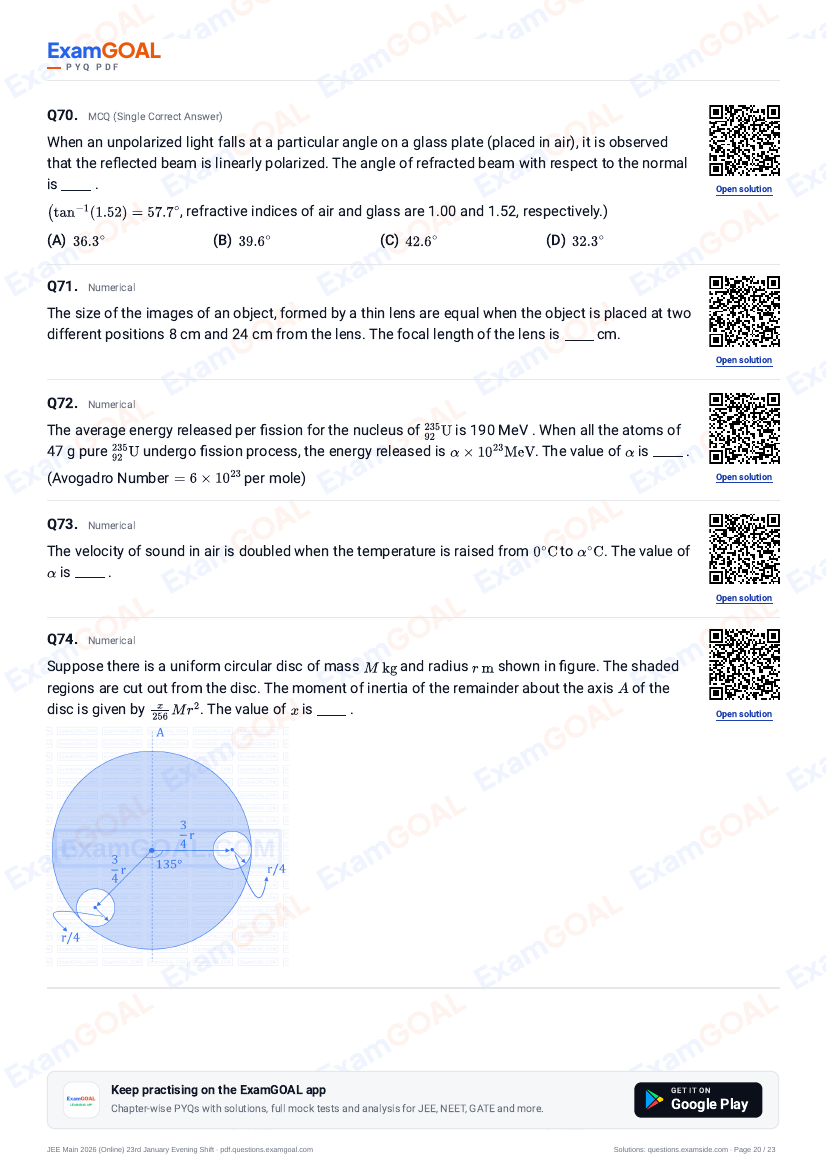 ExamGOAL
PYQ PDF
Q70. MCQ (Single Correct Answer)
When an unpolarized light falls at a particular angle on a glass plate (placed in air), it is observed
that the reflected beam is linearly polarized. The angle of refracted beam with respect to the normal
is ____ .
(tan⁻¹(1.52) = 57.7°, refractive indices of air and glass are 1.00 and 1.52, respectively.)
(A) 36.3° (B) 39.6° (C) 42.6° (D) 32.3°
Open solution
Q71. Numerical
The size of the images of an object, formed by a thin lens are equal when the object is placed at two
different positions 8 cm and 24 cm from the lens. The focal length of the lens is ____ cm.
Open solution
Q72. Numerical
The average energy released per fission for the nucleus of ²³⁵₉₂U is 190 MeV . When all the atoms of
47 g pure ²³⁵₉₂U undergo fission process, the energy released is α × 10²³MeV. The value of α is ____ .
(Avogadro Number = 6 × 10²³ per mole)
Open solution
Q73. Numerical
The velocity of sound in air is doubled when the temperature is raised from 0°C to α°C. The value of
α is ____ .
Open solution
Q74. Numerical
Suppose there is a uniform circular disc of mass M kg and radius r m shown in figure. The shaded
regions are cut out from the disc. The moment of inertia of the remainder about the axis A of the
disc is given by x/256 Mr². The value of x is ____ .
Open solution
A
3/4 r
3/4 r
135°
r/4
r/4
ExamGOAL.COM
Keep practising on the ExamGOAL app
Chapter-wise PYQs with solutions, full mock tests and analysis for JEE, NEET, GATE and more.
GET IT ON
Google Play
JEE Main 2026 (Online) 23rd January Evening Shift · pdf.questions.examgoal.com
Solutions: questions.examside.com · Page 20 / 23